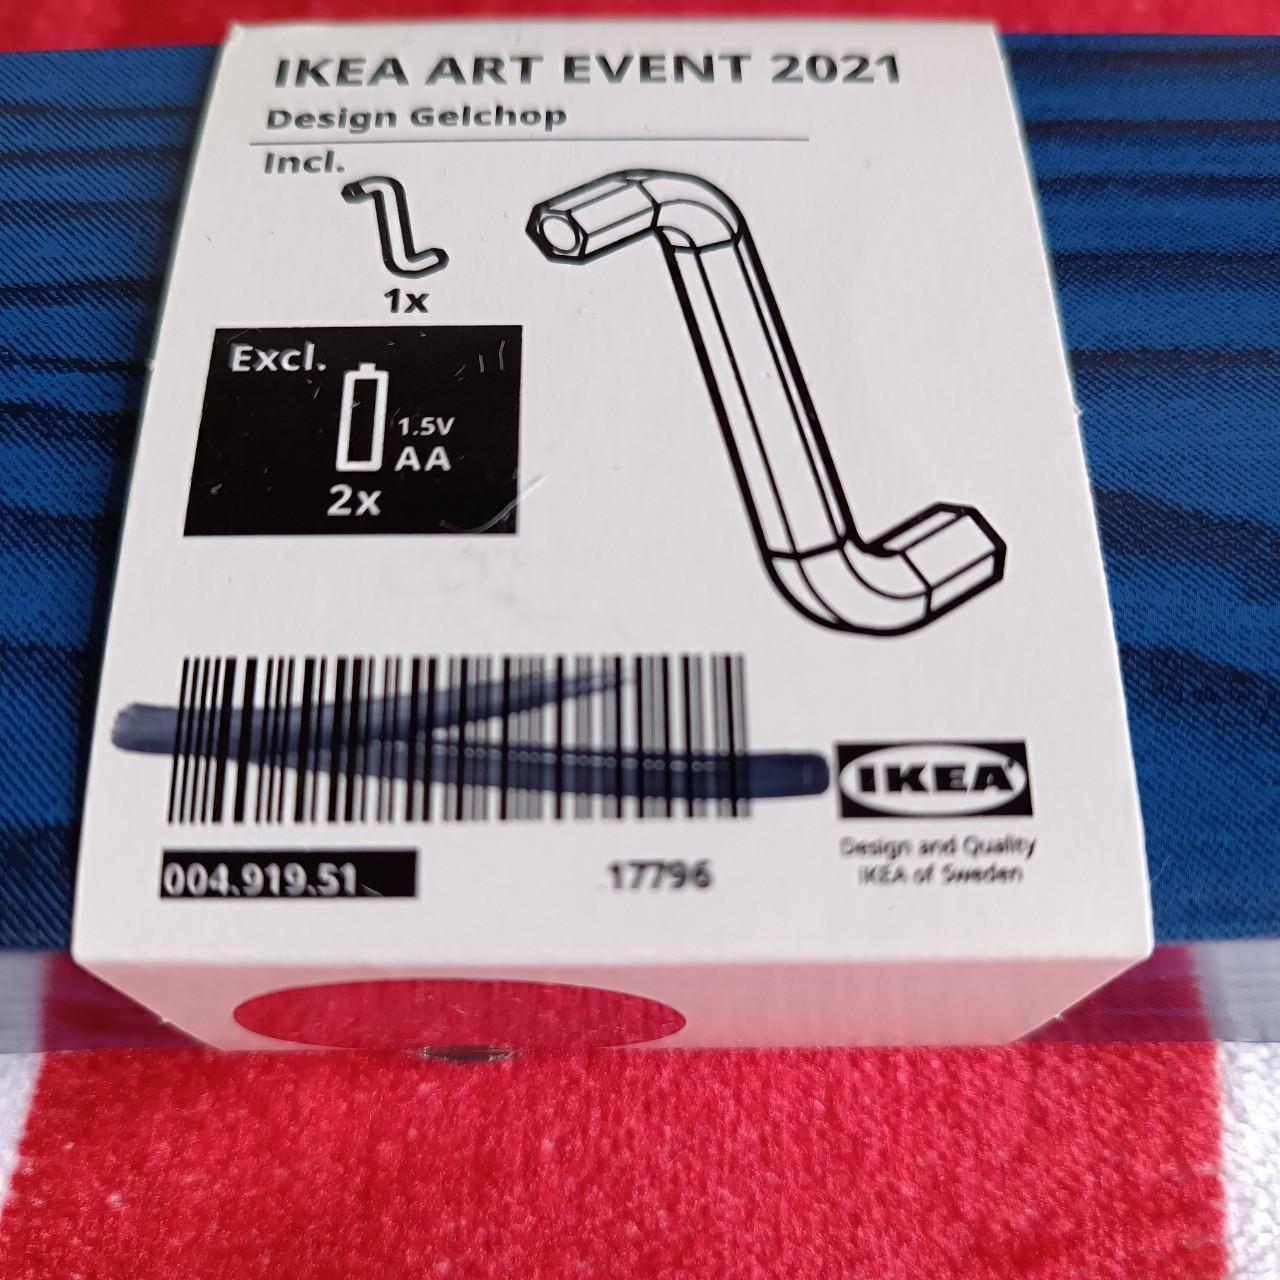 IKEA ART EVENT 2021
Design Gelchop
Incl.
1x
Excl.
1.5V
AA
2x
004.919.51
17796
IKEA
Design and Quality
IKEA of Sweden